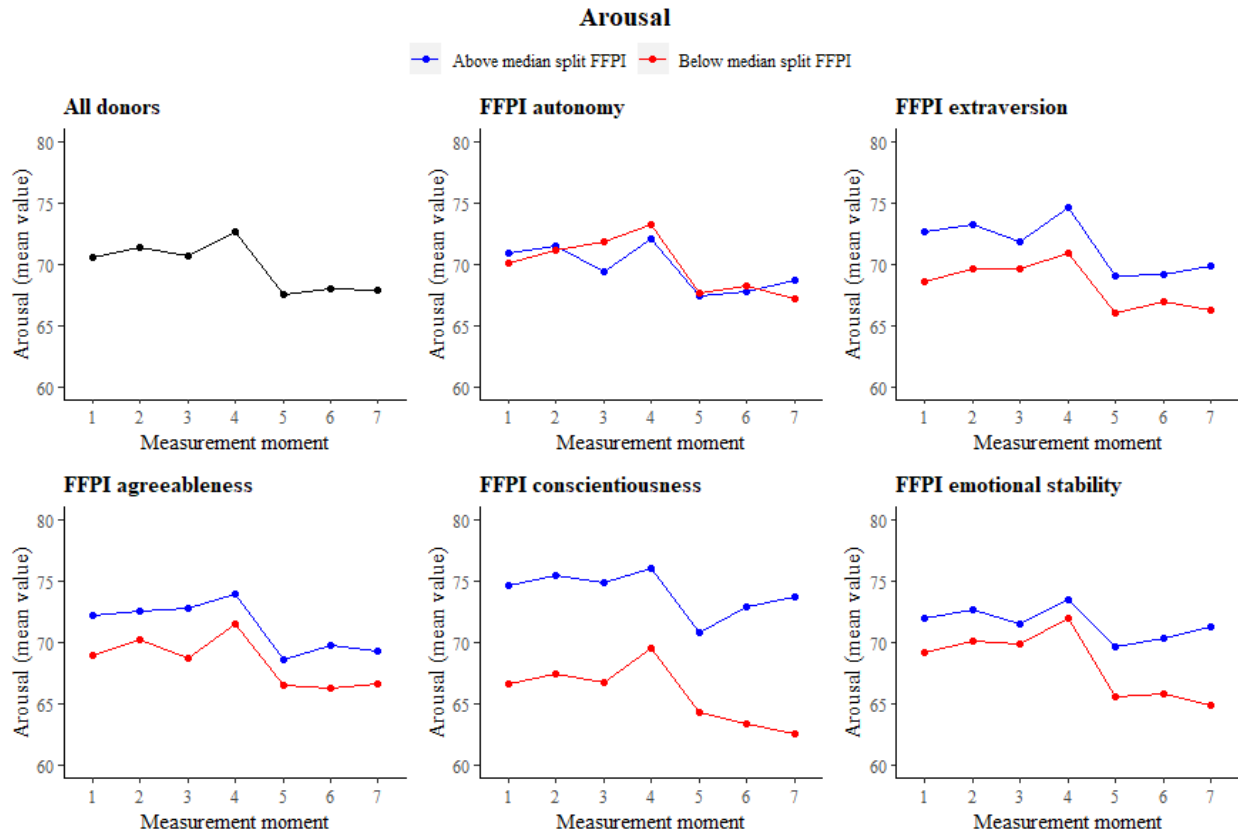 Arousal
Above median split FFPI Below median split FFPI
All donors
80
75
70
65
60
Arousal (mean value)
1 2 3 4 5 6 7
Measurement moment
FFPI autonomy
80
75
70
65
60
Arousal (mean value)
1 2 3 4 5 6 7
Measurement moment
FFPI extraversion
80
75
70
65
60
Arousal (mean value)
1 2 3 4 5 6 7
Measurement moment
FFPI agreeableness
80
75
70
65
60
Arousal (mean value)
1 2 3 4 5 6 7
Measurement moment
FFPI conscientiousness
80
75
70
65
60
Arousal (mean value)
1 2 3 4 5 6 7
Measurement moment
FFPI emotional stability
80
75
70
65
60
Arousal (mean value)
1 2 3 4 5 6 7
Measurement moment